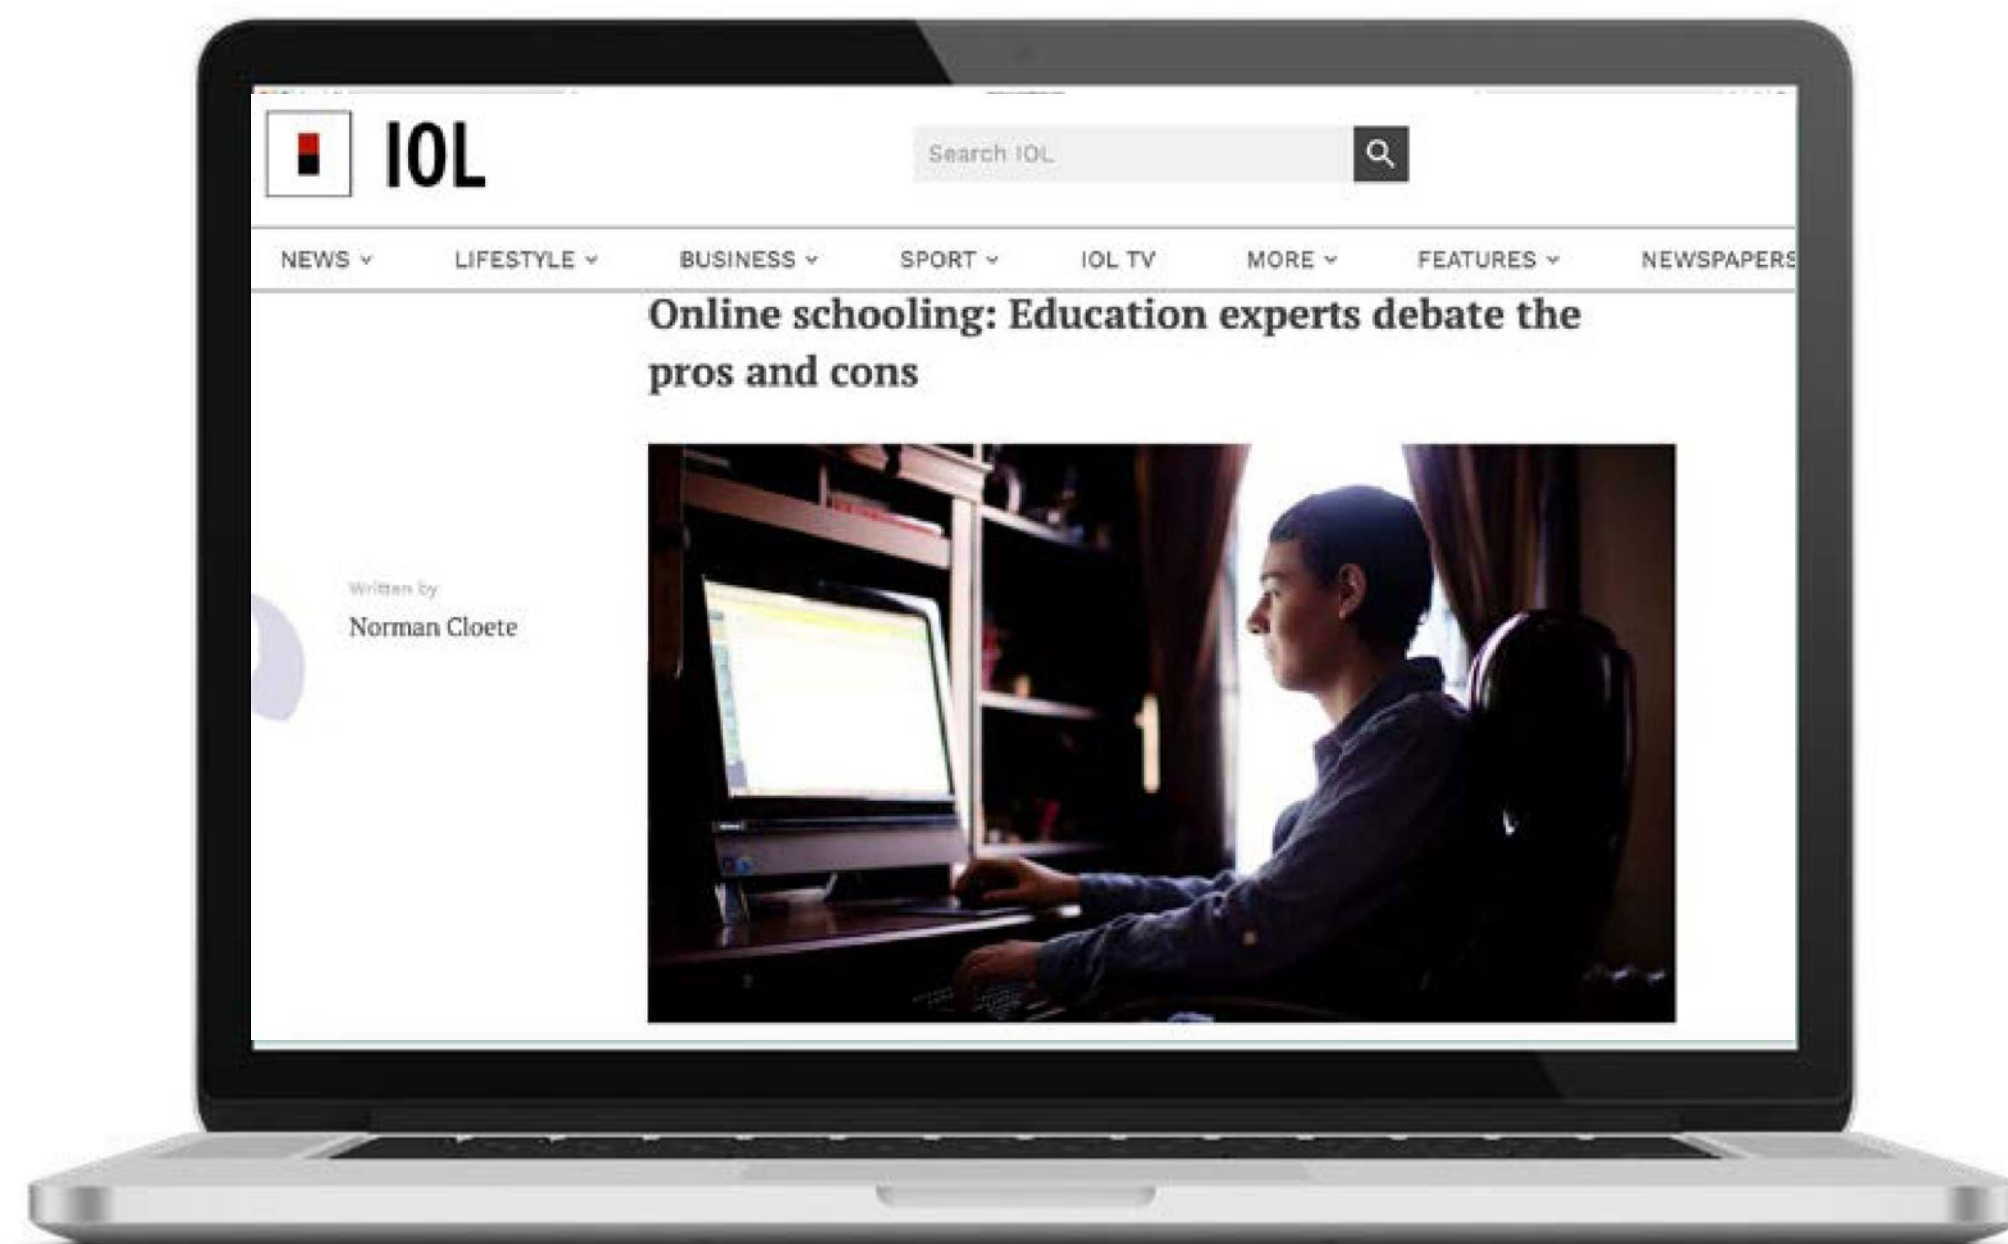 IOL
Search IOL
NEWS LIFESTYLE BUSINESS SPORT IOL TV MORE FEATURES NEWSPAPERS
Online schooling: Education experts debate the
pros and cons
Written by
Norman Cloete